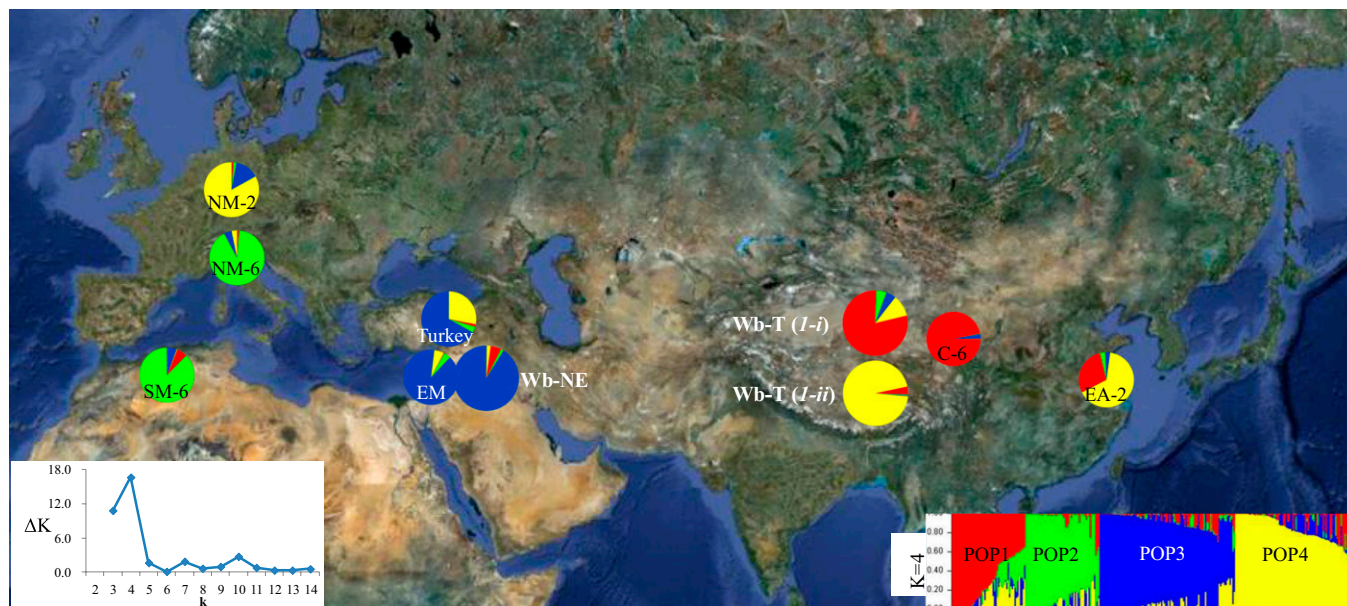 NM-2
NM-6
Turkey
Wb-T (1-i)
C-6
SM-6
EM
Wb-NE
Wb-T (1-ii)
EA-2
18.0
12.0
ΔK
6.0
0.0
2 3 4 5 6 7 8 9 10 11 12 13 14
k
K=4
0.80
0.60
0.40
0.20
POP1 POP2 POP3 POP4